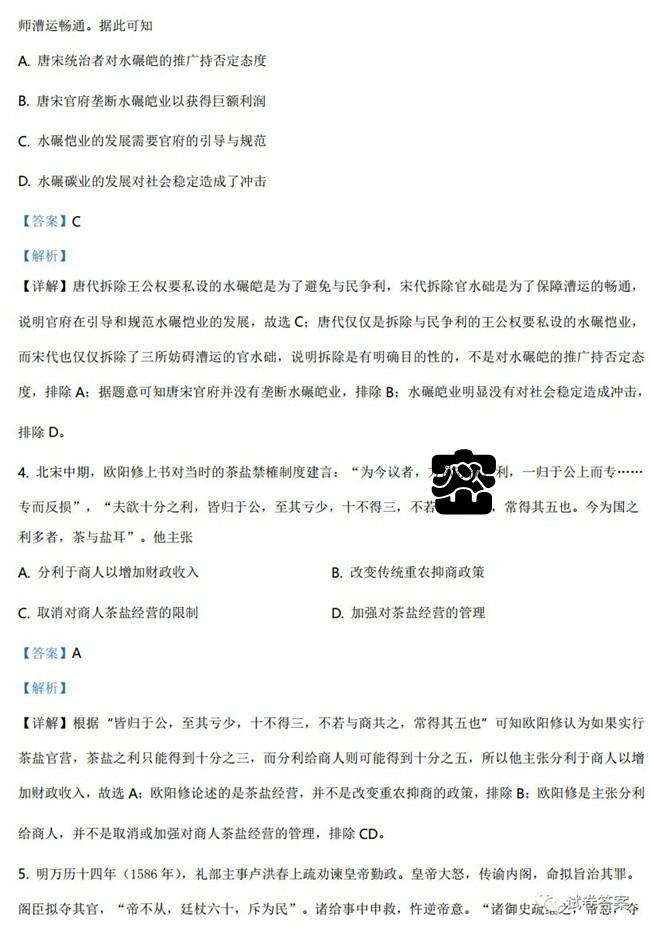 师漕运畅通。据此可知
A. 唐宋统治者对水碾皑的推广持否定态度
B. 唐宋官府垄断水碾皑业以获得巨额利润
C. 水碾恺业的发展需要官府的引导与规范
D. 水碾碳业的发展对社会稳定造成了冲击
【答案】C
【解析】
【详解】唐代拆除王公权要私设的水碾皑是为了避免与民争利，宋代拆除官水础是为了保障漕运的畅通，
说明官府在引导和规范水碾恺业的发展，故选 C；唐代仅仅是拆除与民争利的王公权要私设的水碾恺业，
而宋代也仅仅拆除了三所妨碍漕运的官水础，说明拆除是有明确目的性的，不是对水碾皑的推广持否定态
度，排除 A；据题意可知唐宋官府并没有垄断水碾皑业，排除 B；水碾皑业明显没有对社会稳定造成冲击，
排除 D。
4. 北宋中期，欧阳修上书对当时的茶盐禁榷制度建言：“为今议者，利，一归于公上而专……
专而反损”，“夫欲十分之利，皆归于公，至其亏少，十不得三，不若，常得其五也。今为国之
利多者，茶与盐耳”。他主张
A. 分利于商人以增加财政收入 B. 改变传统重农抑商政策
C. 取消对商人茶盐经营的限制 D. 加强对茶盐经营的管理
【答案】A
【解析】
【详解】根据“皆归于公，至其亏少，十不得三，不若与商共之，常得其五也”可知欧阳修认为如果实行
茶盐官营，茶盐之利只能得到十分之三，而分利给商人则可能得到十分之五，所以他主张分利于商人以增
加财政收入，故选 A；欧阳修论述的是茶盐经营，并不是改变重农抑商的政策，排除 B；欧阳修是主张分利
给商人，并不是取消或加强对商人茶盐经营的管理，排除 CD。
5. 明万历十四年（1586 年），礼部主事卢洪春上疏劝谏皇帝勤政。皇帝大怒，传谕内阁，命拟旨治其罪。
阁臣拟夺其官，“帝不从，廷杖六十，斥为民”。诸给事中申救，忤逆帝意。“诸御史疏继之，帝怒，夺
试卷答案